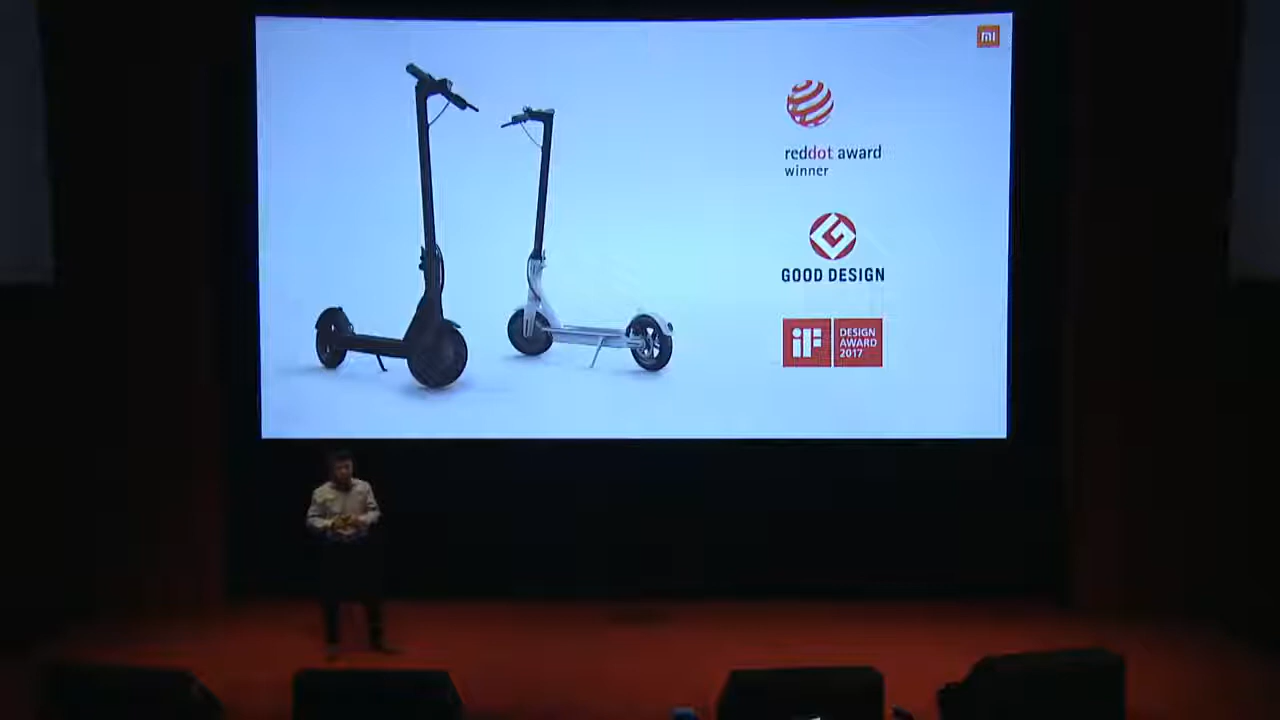 mi
reddot award
winner
GOOD DESIGN
iF
DESIGN
AWARD
2017